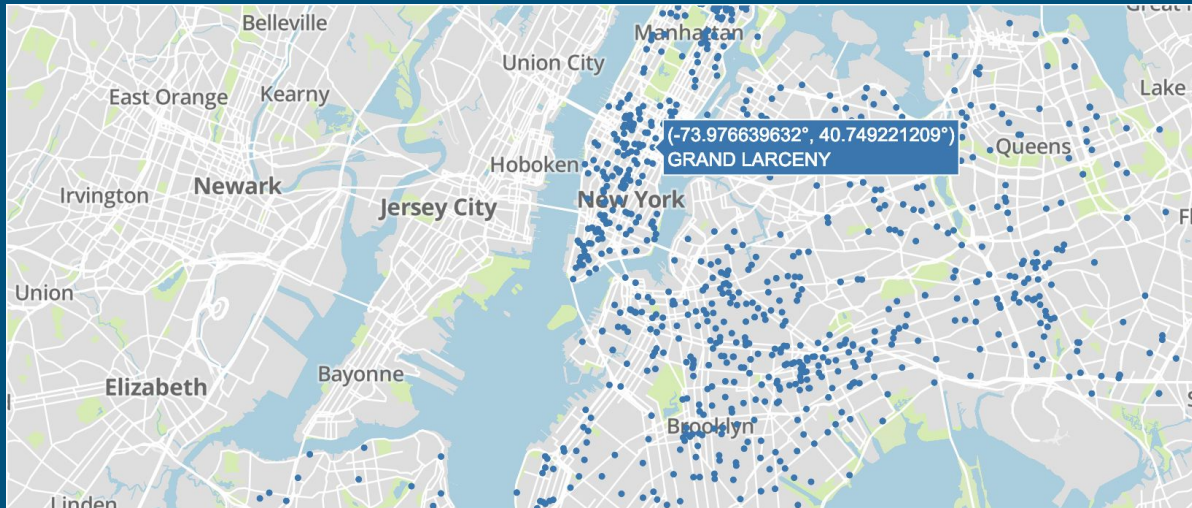 Belleville
Manhattan
Union City
East Orange
Kearny
Lake
(-73.976639632°, 40.749221209°)
GRAND LARCENY
Queens
Hoboken
Irvington
Newark
New York
Jersey City
Union
Elizabeth
Bayonne
Brooklyn
Linden